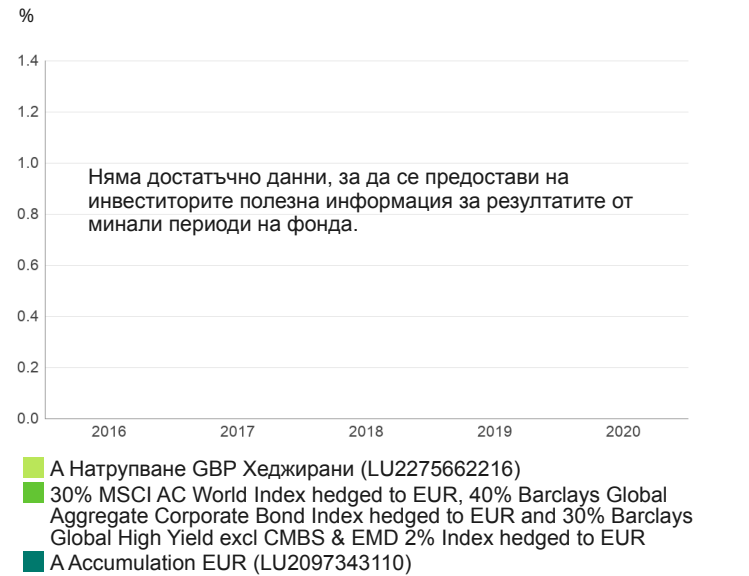 %
1.4
1.2
1.0
Няма достатъчно данни, за да се предостави на
инвеститорите полезна информация за резултатите от
0.8
минали периоди на фонда.
0.6
0.4
0.2
0.0
2016 2017 2018 2019 2020
А Натрупване GBP Хеджирани (LU2275662216)
30% MSCI AC World Index hedged to EUR, 40% Barclays Global
Aggregate Corporate Bond Index hedged to EUR and 30% Barclays
Global High Yield excl CMBS & EMD 2% Index hedged to EUR
A Accumulation EUR (LU2097343110)